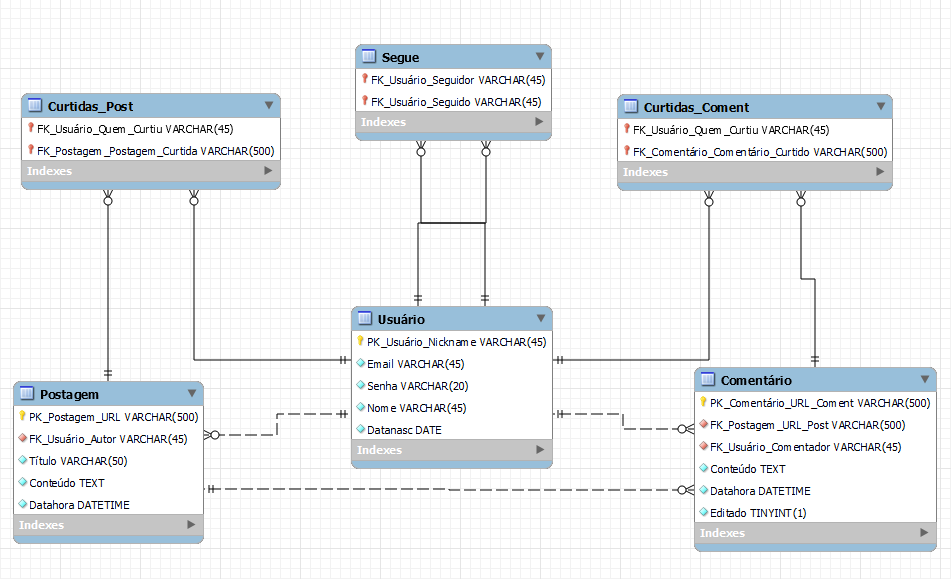 Segue
FK_Usuário_Seguidor VARCHAR(45)
FK_Usuário_Seguido VARCHAR(45)
Indexes
Curtidas_Post
FK_Usuário_Quem_Curtiu VARCHAR(45)
FK_Postagem_Postagem_Curtida VARCHAR(500)
Indexes
Curtidas_Coment
FK_Usuário_Quem_Curtiu VARCHAR(45)
FK_Comentário_Comentário_Curtido VARCHAR(500)
Indexes
Usuário
PK_Usuário_Nickname VARCHAR(45)
Email VARCHAR(45)
Senha VARCHAR(20)
Nome VARCHAR(45)
Datanasc DATE
Indexes
Postagem
PK_Postagem_URL VARCHAR(500)
FK_Usuário_Autor VARCHAR(45)
Título VARCHAR(50)
Conteúdo TEXT
Datahora DATETIME
Indexes
Comentário
PK_Comentário_URL_Coment VARCHAR(500)
FK_Postagem_URL_Post VARCHAR(500)
FK_Usuário_Comentador VARCHAR(45)
Conteúdo TEXT
Datahora DATETIME
Editado TINYINT(1)
Indexes